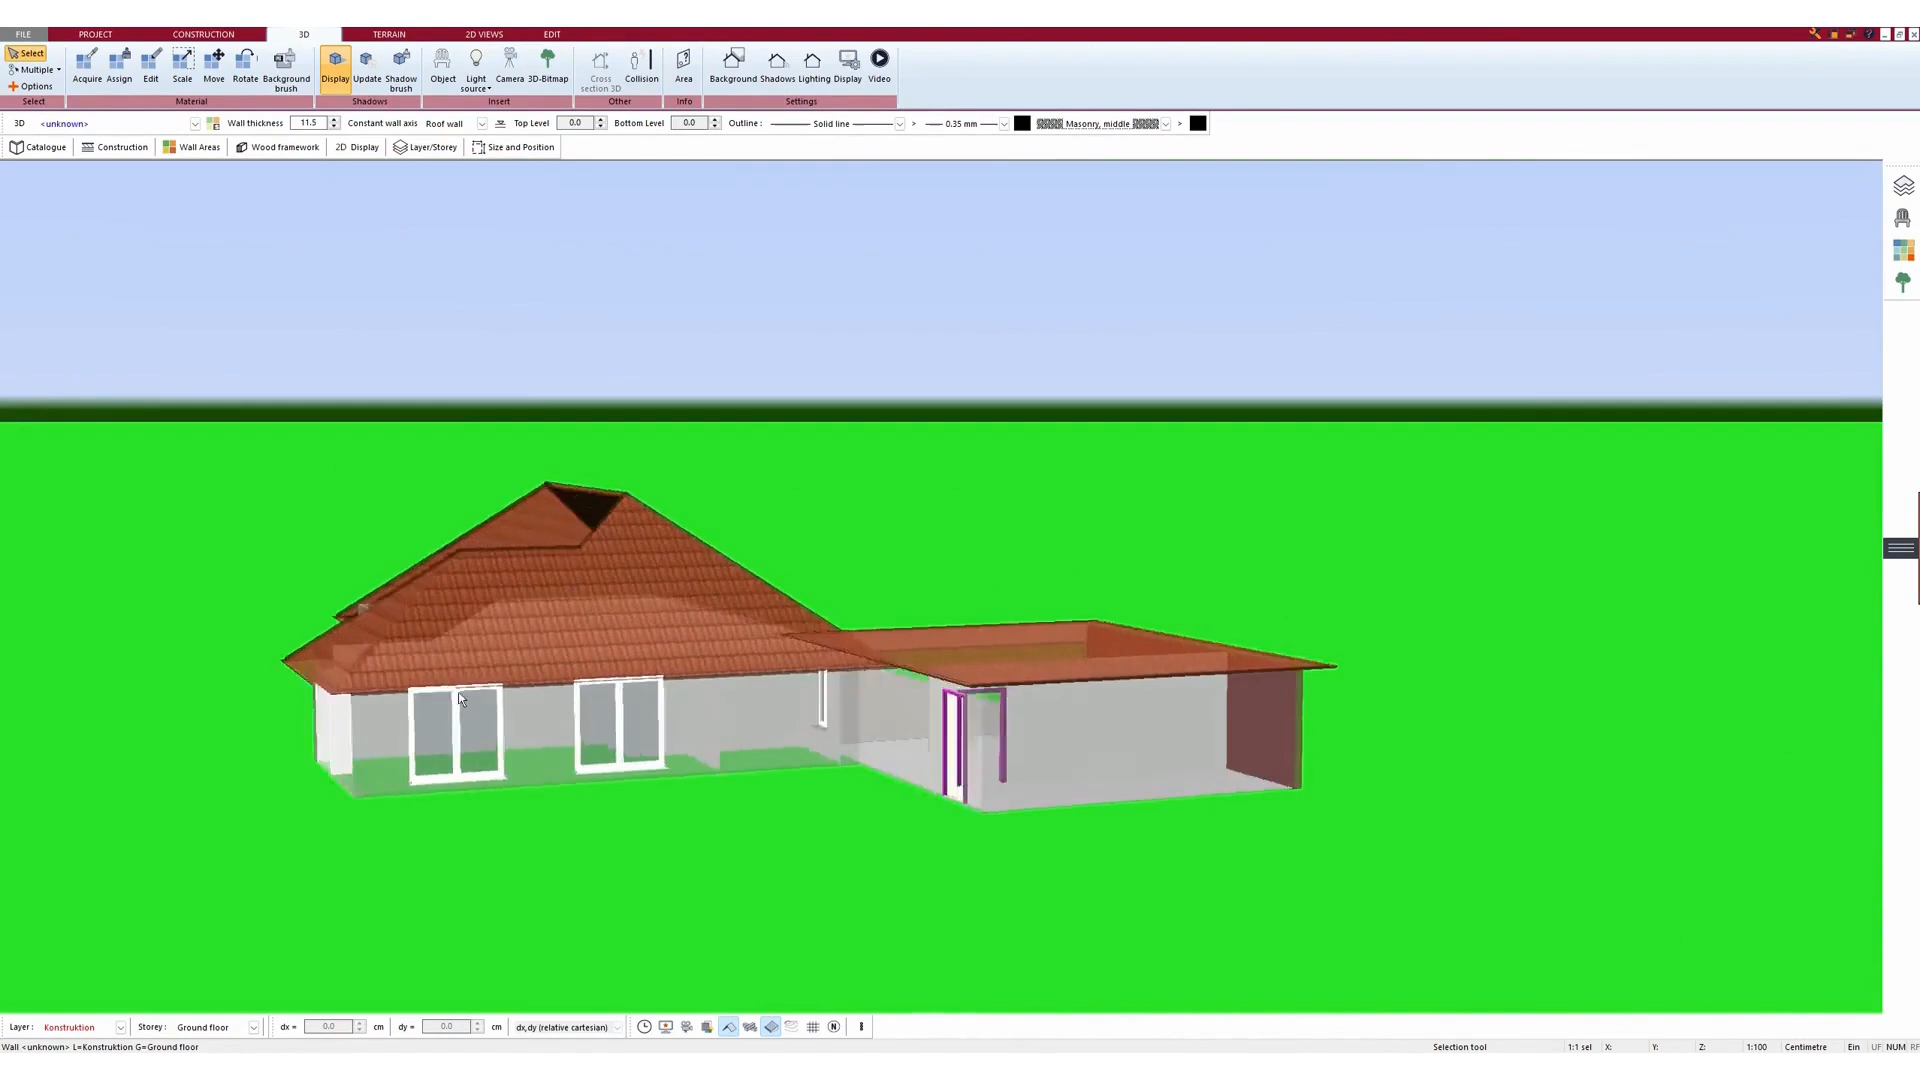 FILE PROJECT CONSTRUCTION 3D TERRAIN 2D VIEWS EDIT
Select
Multiple
Options
Acquire Assign Edit Scale Move Rotate Background brush
Display Update Shadow brush
Object Light source Camera 3D-Bitmap
Cross section 3D Collision
Area
Background Shadows Lighting Display Video
Select Material Shadows Insert Other Info Settings
3D <unknown> Wall thickness 11.5 Constant wall axis Roof wall Top Level 0.0 Bottom Level 0.0 Outline : Solid line > 0.35 mm Masonry, middle >
Catalogue Construction Wall Areas Wood framework 2D Display Layer/Storey Size and Position
Layer : Konstruktion Storey: Ground floor dx = 0.0 cm dy = 0.0 cm dx,dy (relative cartesian)
Wall <unknown> L=Konstruktion G=Ground floor Selection tool 1:1 sel X: Y: Z: 1:100 Centimetre Ein UF NUM RF